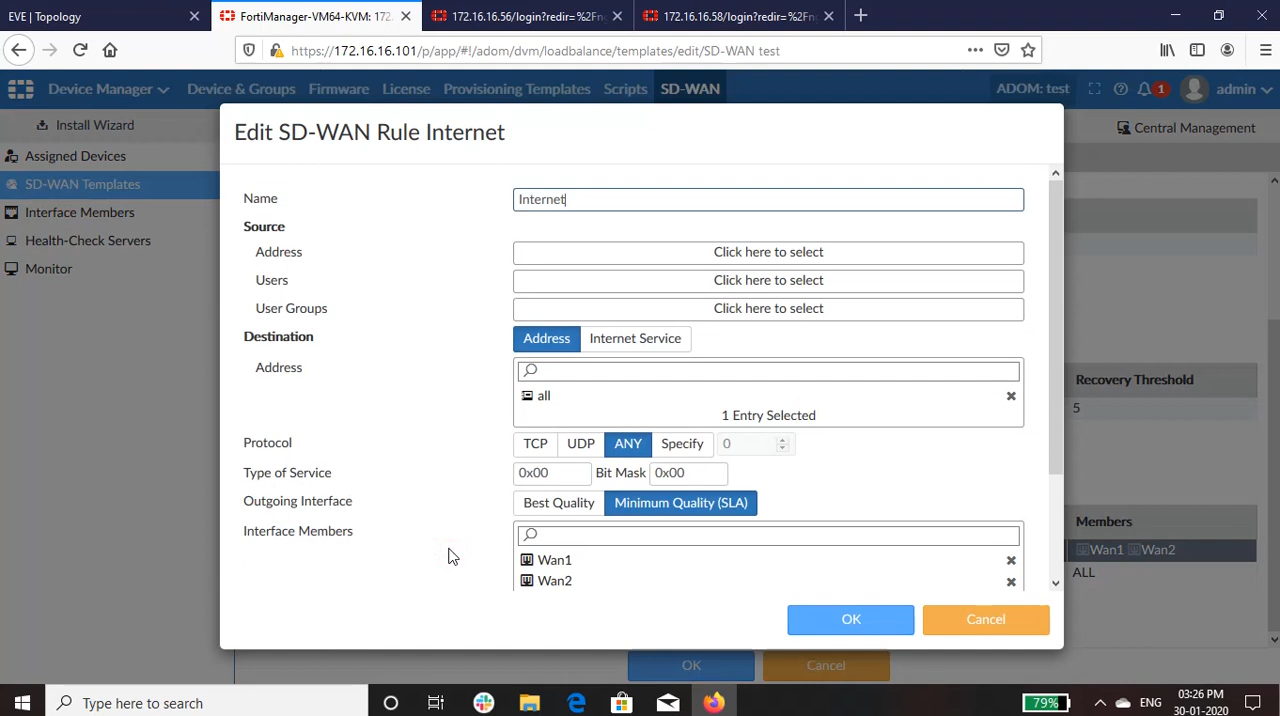 EVE | Topology
FortiManager-VM64-KVM: 172.
172.16.16.56/login?redir=%2Fn
172.16.16.58/login?redir=%2Fn
https://172.16.16.101/p/app/#!/adom/dvm/loadbalance/templates/edit/SD-WAN test
Device Manager Device & Groups Firmware License Provisioning Templates Scripts SD-WAN ADOM: test 1 admin
Install Wizard
Central Management
Assigned Devices
SD-WAN Templates
Interface Members
Health-Check Servers
Monitor
Edit SD-WAN Rule Internet
Name Internet
Source
Address Click here to select
Users Click here to select
User Groups Click here to select
Destination Address Internet Service
Address
all
1 Entry Selected
Protocol TCP UDP ANY Specify 0
Type of Service 0x00 Bit Mask 0x00
Outgoing Interface Best Quality Minimum Quality (SLA)
Interface Members
Wan1
Wan2
OK Cancel
Recovery Threshold
5
Members
Wan1 Wan2
ALL
OK Cancel
Type here to search
79%
ENG
03:26 PM
30-01-2020